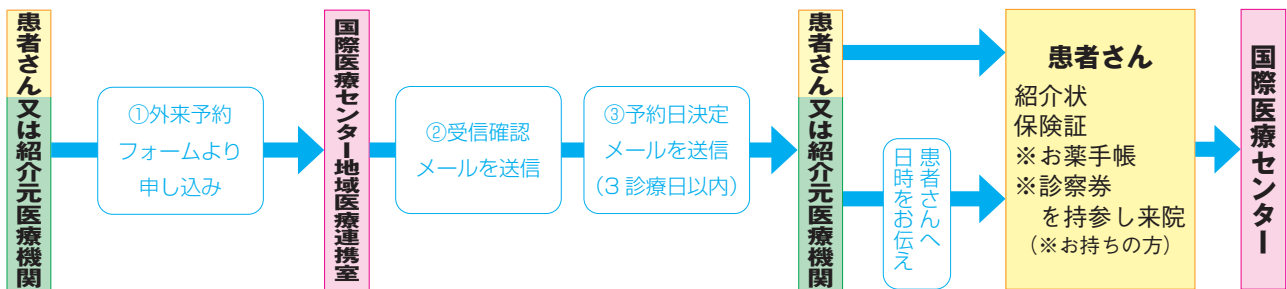 患者さん又は紹介元医療機関
①外来予約
フォームより
申し込み
国際医療センター地域医療連携室
②受信確認
メールを送信
③予約日決定
メールを送信
（3 診療日以内）
患者さん又は紹介元医療機関
患者さんへ
日時をお伝え
患者さん
紹介状
保険証
※お薬手帳
※診察券
を持参し来院
（※お持ちの方）
国際医療センター